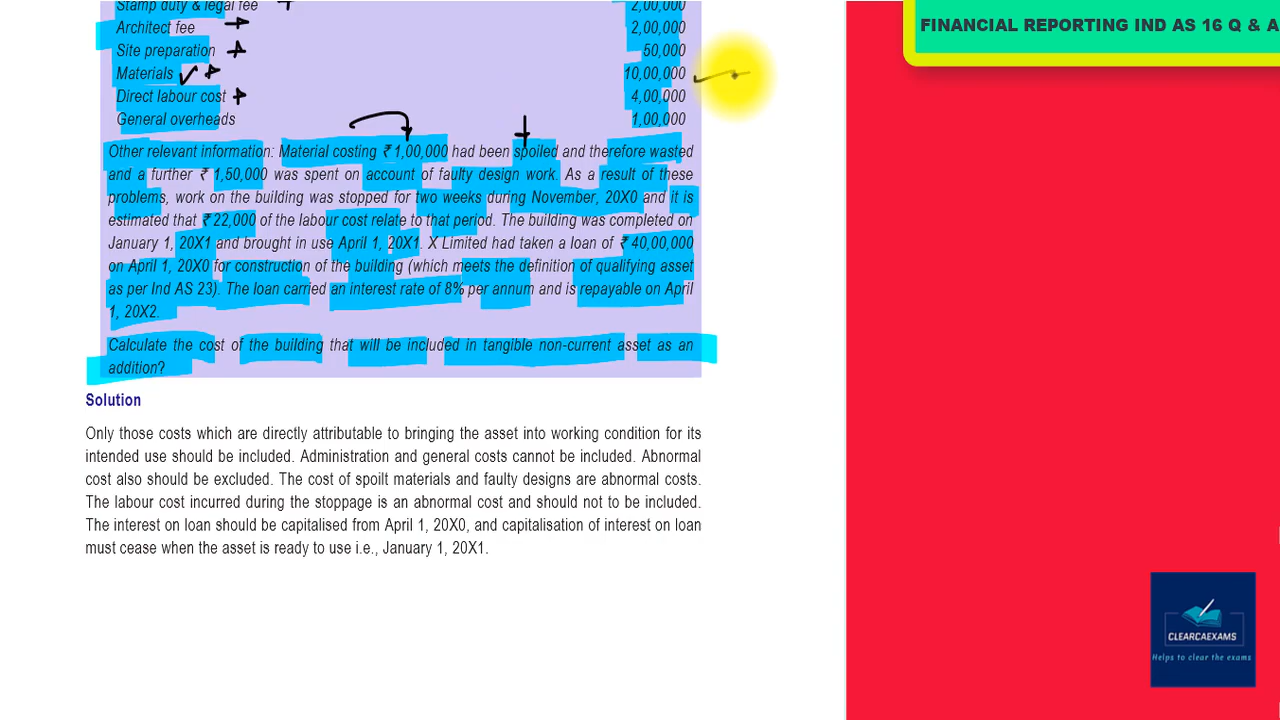 Stamp duty & legal fee 2,00,000
FINANCIAL REPORTING IND AS 16 Q & A
Architect fee 2,00,000
Site preparation 50,000
Materials 10,00,000
Direct labour cost 4,00,000
General overheads 1,00,000
Other relevant information: Material costing ₹ 1,00,000 had been spoiled and therefore wasted
and a further ₹ 1,50,000 was spent on account of faulty design work. As a result of these
problems, work on the building was stopped for two weeks during November, 20X0 and it is
estimated that ₹ 22,000 of the labour cost relate to that period. The building was completed on
January 1, 20X1 and brought in use April 1, 20X1. X Limited had taken a loan of ₹ 40,00,000
on April 1, 20X0 for construction of the building (which meets the definition of qualifying asset
as per Ind AS 23). The loan carried an interest rate of 8% per annum and is repayable on April
1, 20X2.
Calculate the cost of the building that will be included in tangible non-current asset as an
addition?
Solution
Only those costs which are directly attributable to bringing the asset into working condition for its
intended use should be included. Administration and general costs cannot be included. Abnormal
cost also should be excluded. The cost of spoilt materials and faulty designs are abnormal costs.
The labour cost incurred during the stoppage is an abnormal cost and should not to be included.
The interest on loan should be capitalised from April 1, 20X0, and capitalisation of interest on loan
must cease when the asset is ready to use i.e., January 1, 20X1.
CLEARCAEXAMS
Helps to clear the exams